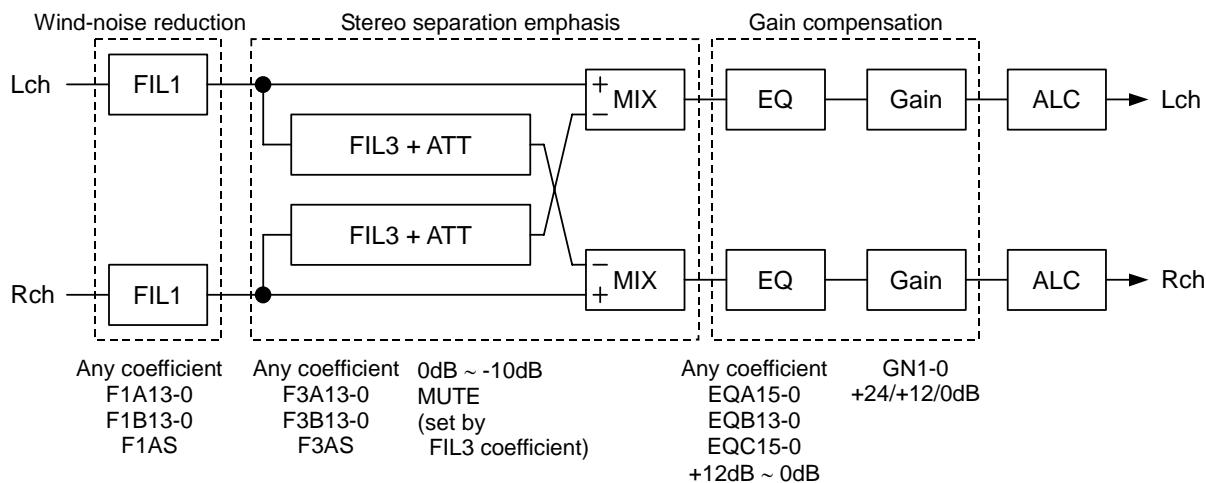 Wind-noise reduction
Stereo separation emphasis
Gain compensation
Lch
FIL1
+
−
MIX
EQ
Gain
ALC
Lch
FIL3 + ATT
FIL3 + ATT
Rch
FIL1
−
+
MIX
EQ
Gain
ALC
Rch
Any coefficient
F1A13-0
F1B13-0
F1AS
Any coefficient
F3A13-0
F3B13-0
F3AS
0dB ∼ -10dB
MUTE
(set by
FIL3 coefficient)
Any coefficient
EQA15-0
EQB13-0
EQC15-0
+12dB ∼ 0dB
GN1-0
+24/+12/0dB